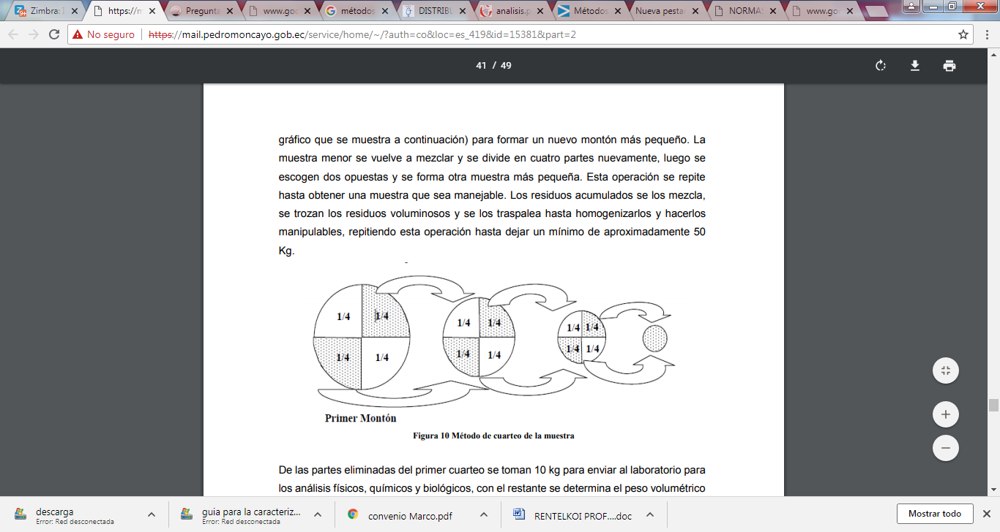 Zimbra: I
https://m
Pregunta
www.go
métodos
DISTRIBU
analisis.p
Métodos
Nueva pesta
NORMAS
www.go
No seguro
https://mail.pedromoncayo.gob.ec/service/home/~/?auth=co&loc=es_419&id=15381&part=2
41 / 49
gráfico que se muestra a continuación) para formar un nuevo montón más pequeño. La
muestra menor se vuelve a mezclar y se divide en cuatro partes nuevamente, luego se
escogen dos opuestas y se forma otra muestra más pequeña. Esta operación se repite
hasta obtener una muestra que sea manejable. Los residuos acumulados se los mezcla,
se trozan los residuos voluminosos y se los traspalea hasta homogenizarlos y hacerlos
manipulables, repitiendo esta operación hasta dejar un mínimo de aproximadamente 50
Kg.
1/4 1/4
1/4 1/4
1/4 1/4
1/4 1/4
1/4 1/4
1/4 1/4
Primer Montón
Figura 10 Método de cuarteo de la muestra
De las partes eliminadas del primer cuarteo se toman 10 kg para enviar al laboratorio para
los análisis físicos, químicos y biológicos, con el restante se determina el peso volumétrico
descarga
Error: Red desconectada
guia para la caracteriz...
Error: Red desconectada
convenio Marco.pdf
RENTELKOI PROF....doc
Mostrar todo